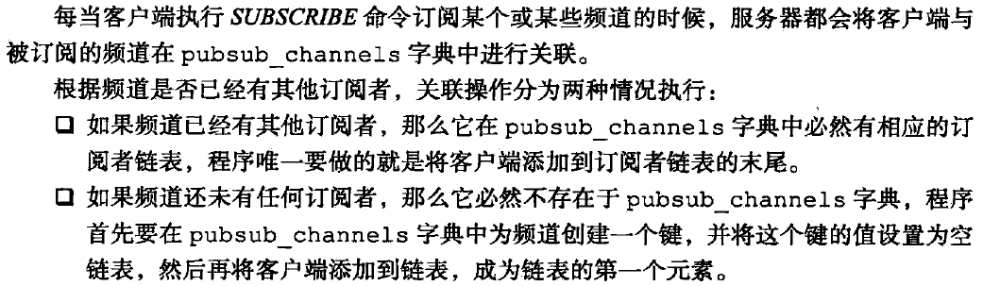 每当客户端执行 SUBSCRIBE 命令订阅某个或某些频道的时候，服务器都会将客户端与
被订阅的频道在 pubsub_channels 字典中进行关联。
根据频道是否已经有其他订阅者，关联操作分为两种情况执行：
❑ 如果频道已经有其他订阅者，那么它在 pubsub_channels 字典中必然有相应的订
阅者链表，程序唯一要做的就是将客户端添加到订阅者链表的末尾。
❑ 如果频道还未有任何订阅者，那么它必然不存在于 pubsub_channels 字典，程序
首先要在 pubsub_channels 字典中为频道创建一个键，并将这个键的值设置为空
链表，然后再将客户端添加到链表，成为链表的第一个元素。